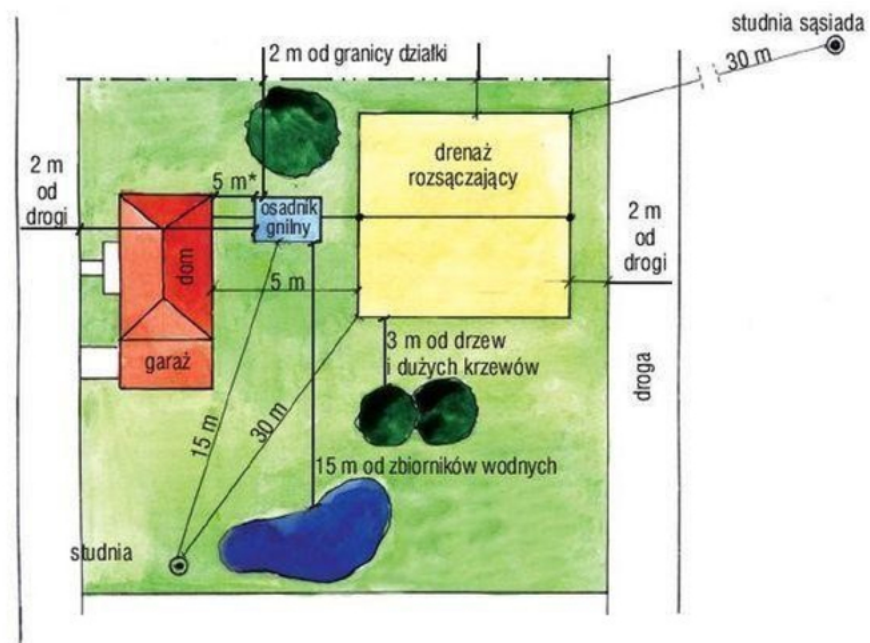 studnia sąsiada
30 m
2 m od granicy działki
drenaż
rozsączający
2 m
od
drogi
5 m*
osadnik
gnilny
dom
5 m
2 m
od
drogi
3 m od drzew
i dużych krzewów
garaż
droga
15 m
30 m
15 m od zbiorników wodnych
studnia